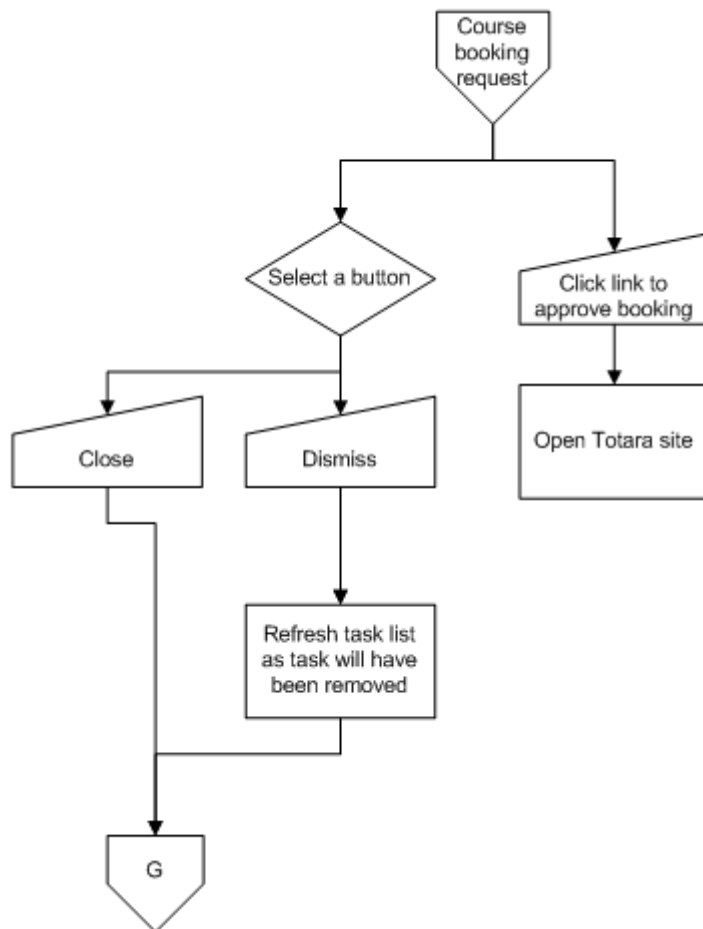 Course
booking
request
Select a button
Click link to
approve booking
Close
Dismiss
Open Totara site
Refresh task list
as task will have
been removed
G